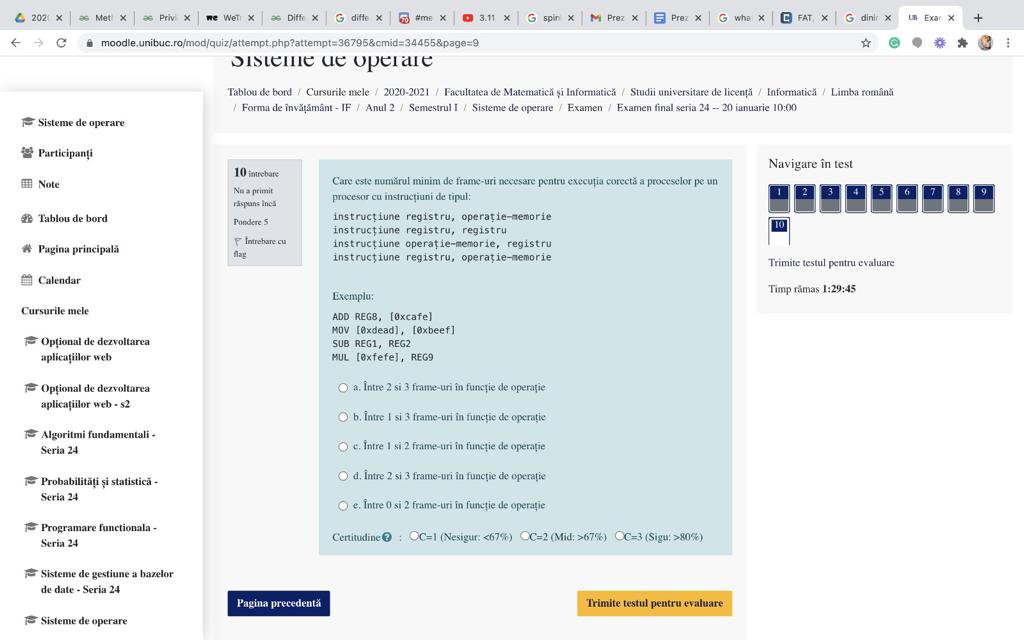 202(
Metl
Privi
WeTr
Diffe
diffe
#me
3.11
spin
Prez
Prez
wha
FAT,
dinir
Exar
moodle.unibuc.ro/mod/quiz/attempt.php?attempt=36795&cmid=34455&page=9
Sisteme de operare
Tablou de bord / Cursurile mele / 2020-2021 / Facultatea de Matematică și Informatică / Studii universitare de licență / Informatică / Limba română
/ Forma de învățământ - IF / Anul 2 / Semestrul I / Sisteme de operare / Examen / Examen final seria 24 -- 20 ianuarie 10:00
Sisteme de operare
Participanți
Note
Tablou de bord
Pagina principală
Calendar
Cursurile mele
Opțional de dezvoltarea
aplicațiilor web
Opțional de dezvoltarea
aplicațiilor web - s2
Algoritmi fundamentali -
Seria 24
Probabilități și statistică -
Seria 24
Programare functionala -
Seria 24
Sisteme de gestiune a bazelor
de date - Seria 24
Sisteme de operare
10 întrebare
Nu a primit
răspuns încă
Pondere 5
Întrebare cu
flag
Care este numărul minim de frame-uri necesare pentru execuția corectă a proceselor pe un
procesor cu instrucțiuni de tipul:
instrucțiune registru, operație-memorie
instrucțiune registru, registru
instrucțiune operație-memorie, registru
instrucțiune registru, operație-memorie
Exemplu:
ADD REG8, [0xcafe]
MOV [0xdead], [0xbeef]
SUB REG1, REG2
MUL [0xfefe], REG9
a. Între 2 si 3 frame-uri în funcție de operație
b. Între 1 si 3 frame-uri în funcție de operație
c. Între 1 si 2 frame-uri în funcție de operație
d. Între 2 si 3 frame-uri în funcție de operație
e. Între 0 si 2 frame-uri în funcție de operație
Certitudine : C=1 (Nesigur: <67%) C=2 (Mid: >67%) C=3 (Sigu: >80%)
Pagina precedentă
Trimite testul pentru evaluare
Navigare în test
1 2 3 4 5 6 7 8 9
10
Trimite testul pentru evaluare
Timp rămas 1:29:45